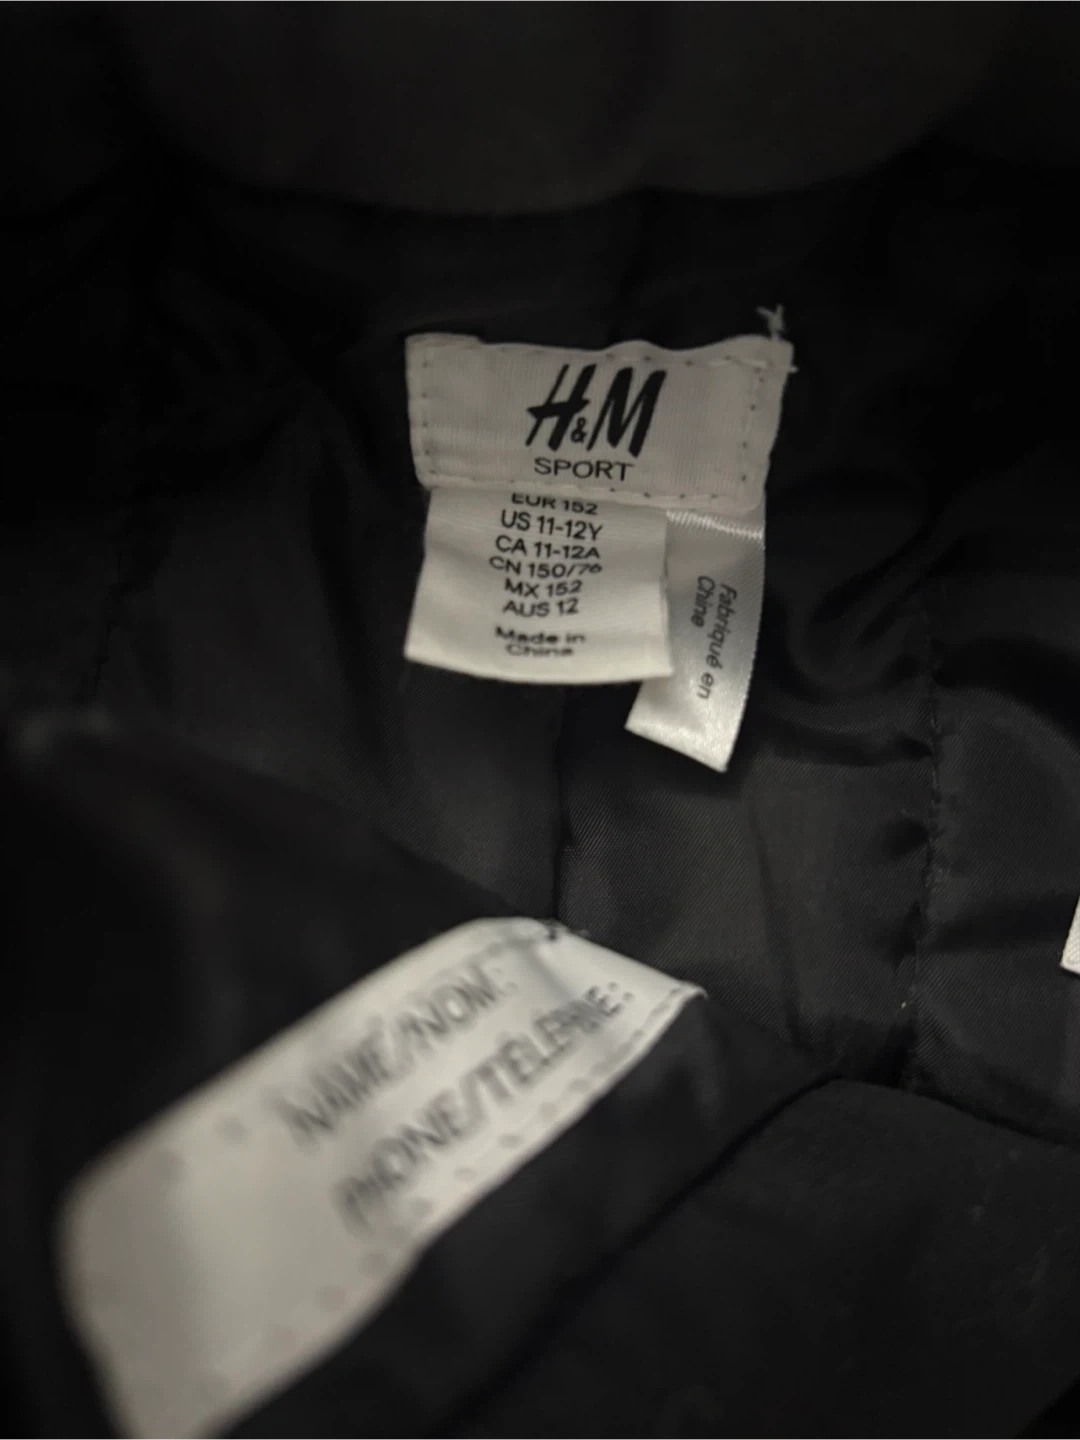 H&M
SPORT
EUR 152
US 11-12Y
CA 11-12A
CN 150/76
MX 152
AUS 12
Made in
China
Fabriqué en
Chine
NAME/NOM:
PHONE/TÉLÉPHNE: